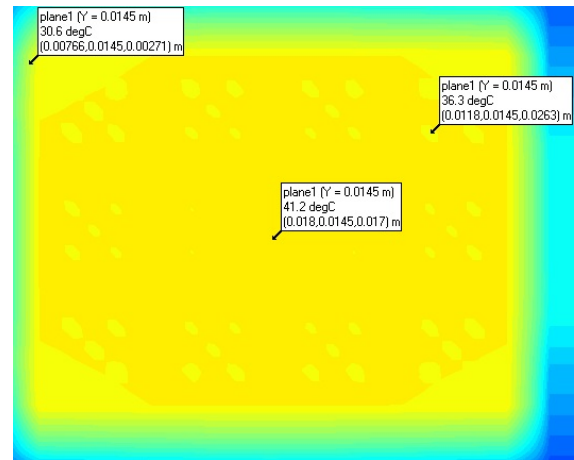 plane1 (Y = 0.0145 m)
30.6 degC
(0.00766,0.0145,0.00271) m
plane1 (Y = 0.0145 m)
36.3 degC
(0.0118,0.0145,0.0263) m
plane1 (Y = 0.0145 m)
41.2 degC
(0.018,0.0145,0.017) m